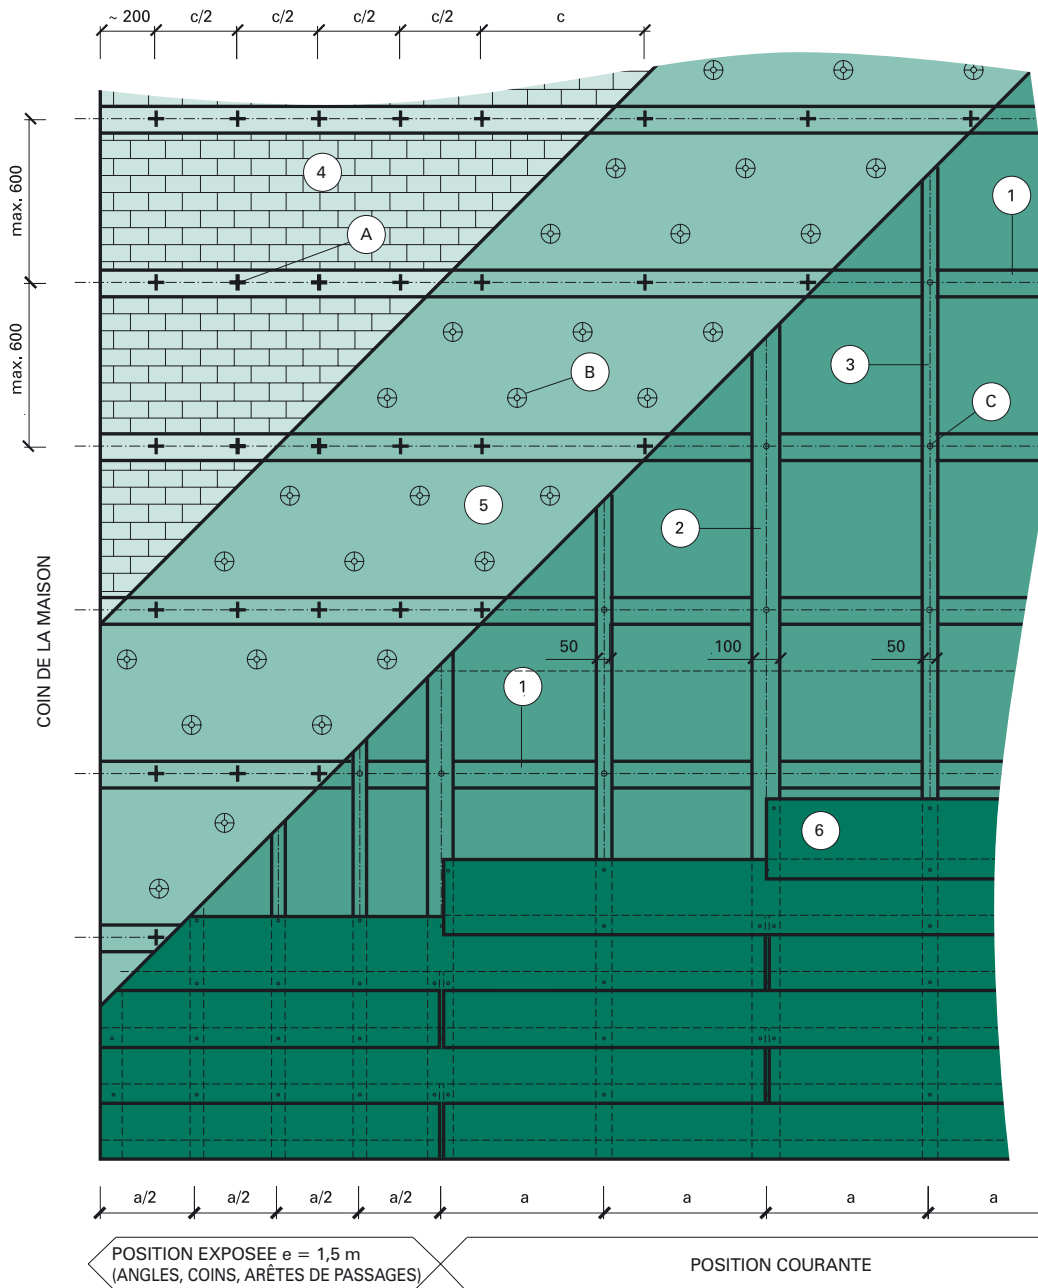 ~ 200 c/2 c/2 c/2 c
max. 600
max. 600
COIN DE LA MAISON
4
A
1
3
B
C
5
2
50 100 50
1
6
a/2 a/2 a/2 a/2 a a a a
POSITION EXPOSEE e = 1,5 m
(ANGLES, COINS, ARÊTES DE PASSAGES)
POSITION COURANTE